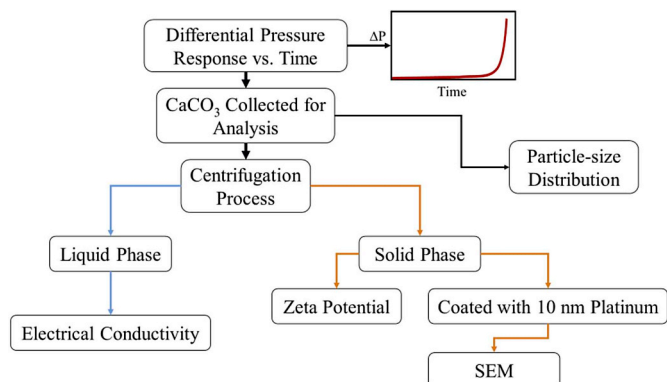 Differential Pressure
Response vs. Time
ΔP
Time
CaCO₃ Collected for
Analysis
Particle-size
Distribution
Centrifugation
Process
Liquid Phase
Solid Phase
Zeta Potential
Coated with 10 nm Platinum
Electrical Conductivity
SEM